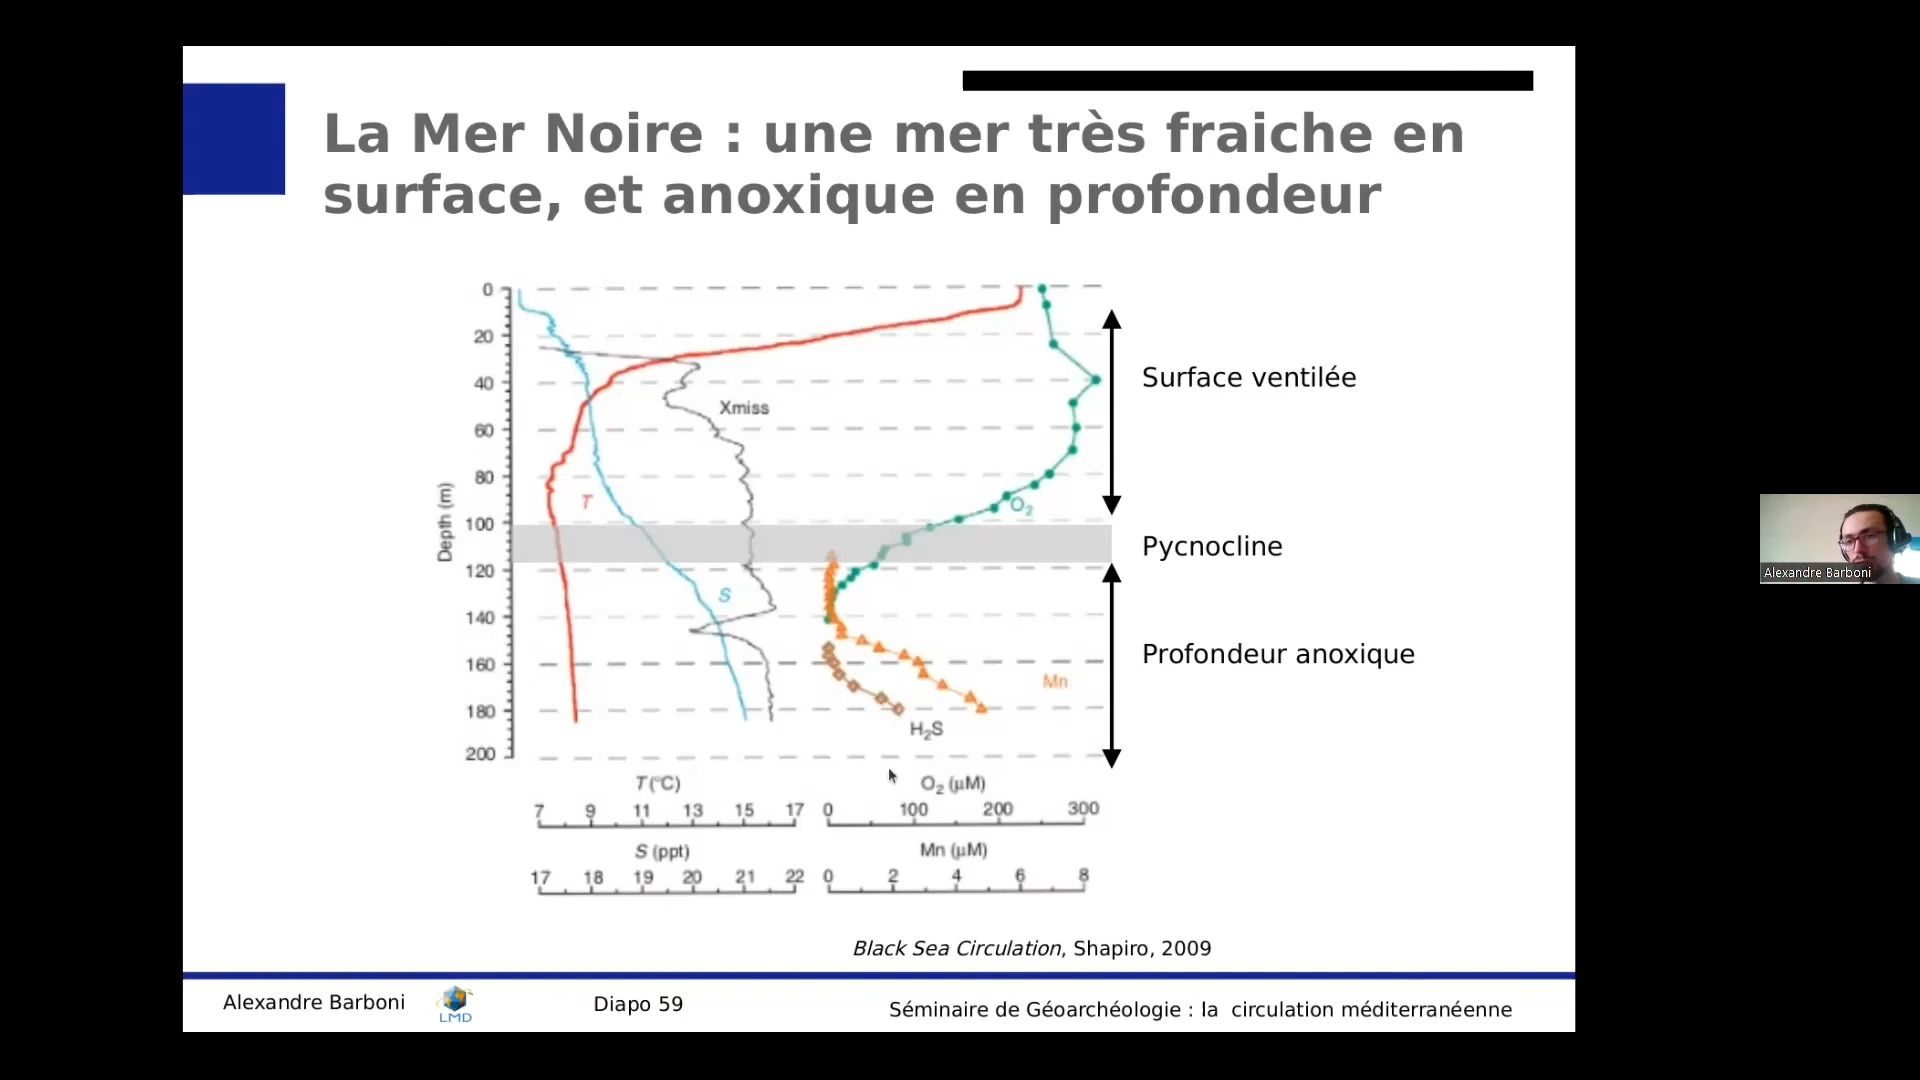 La Mer Noire : une mer très fraiche en
surface, et anoxique en profondeur
0
20
40
60
80
100
120
140
160
180
200
Depth (m)
Xmiss
T
S
O₂
Mn
H₂S
Surface ventilée
Pycnocline
Profondeur anoxique
T (°C)
7 9 11 13 15 17
S (ppt)
17 18 19 20 21 22
O₂ (μM)
0 100 200 300
Mn (μM)
0 2 4 6 8
Black Sea Circulation, Shapiro, 2009
Alexandre Barboni
LMD
Diapo 59
Séminaire de Géoarchéologie : la circulation méditerranéenne
Alexandre Barboni